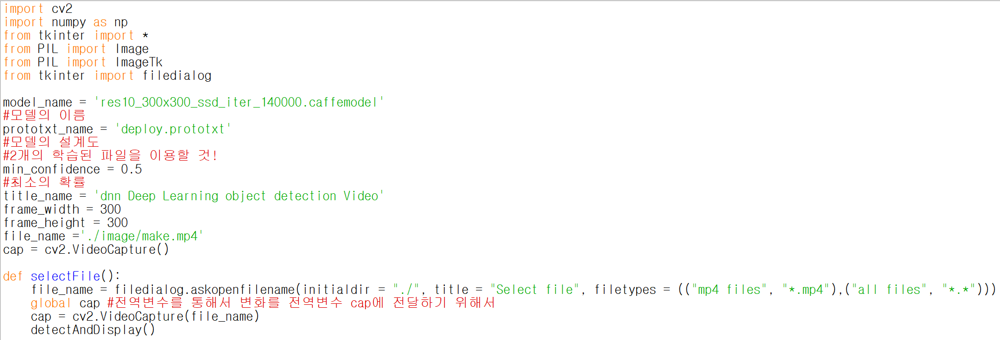 import cv2
import numpy as np
from tkinter import *
from PIL import Image
from PIL import ImageTk
from tkinter import filedialog
model_name = 'res10_300x300_ssd_iter_140000.caffemodel'
#모델의 이름
prototxt_name = 'deploy.prototxt'
#모델의 설계도
#2개의 학습된 파일을 이용할 것!
min_confidence = 0.5
#최소의 확률
title_name = 'dnn Deep Learning object detection Video'
frame_width = 300
frame_height = 300
file_name ='./image/make.mp4'
cap = cv2.VideoCapture()
def selectFile():
    file_name = filedialog.askopenfilename(initialdir = "./", title = "Select file", filetypes = (("mp4 files", "*.mp4"),("all files", "*.*")))
    global cap #전역변수를 통해서 변화를 전역변수 cap에 전달하기 위해서
    cap = cv2.VideoCapture(file_name)
    detectAndDisplay()